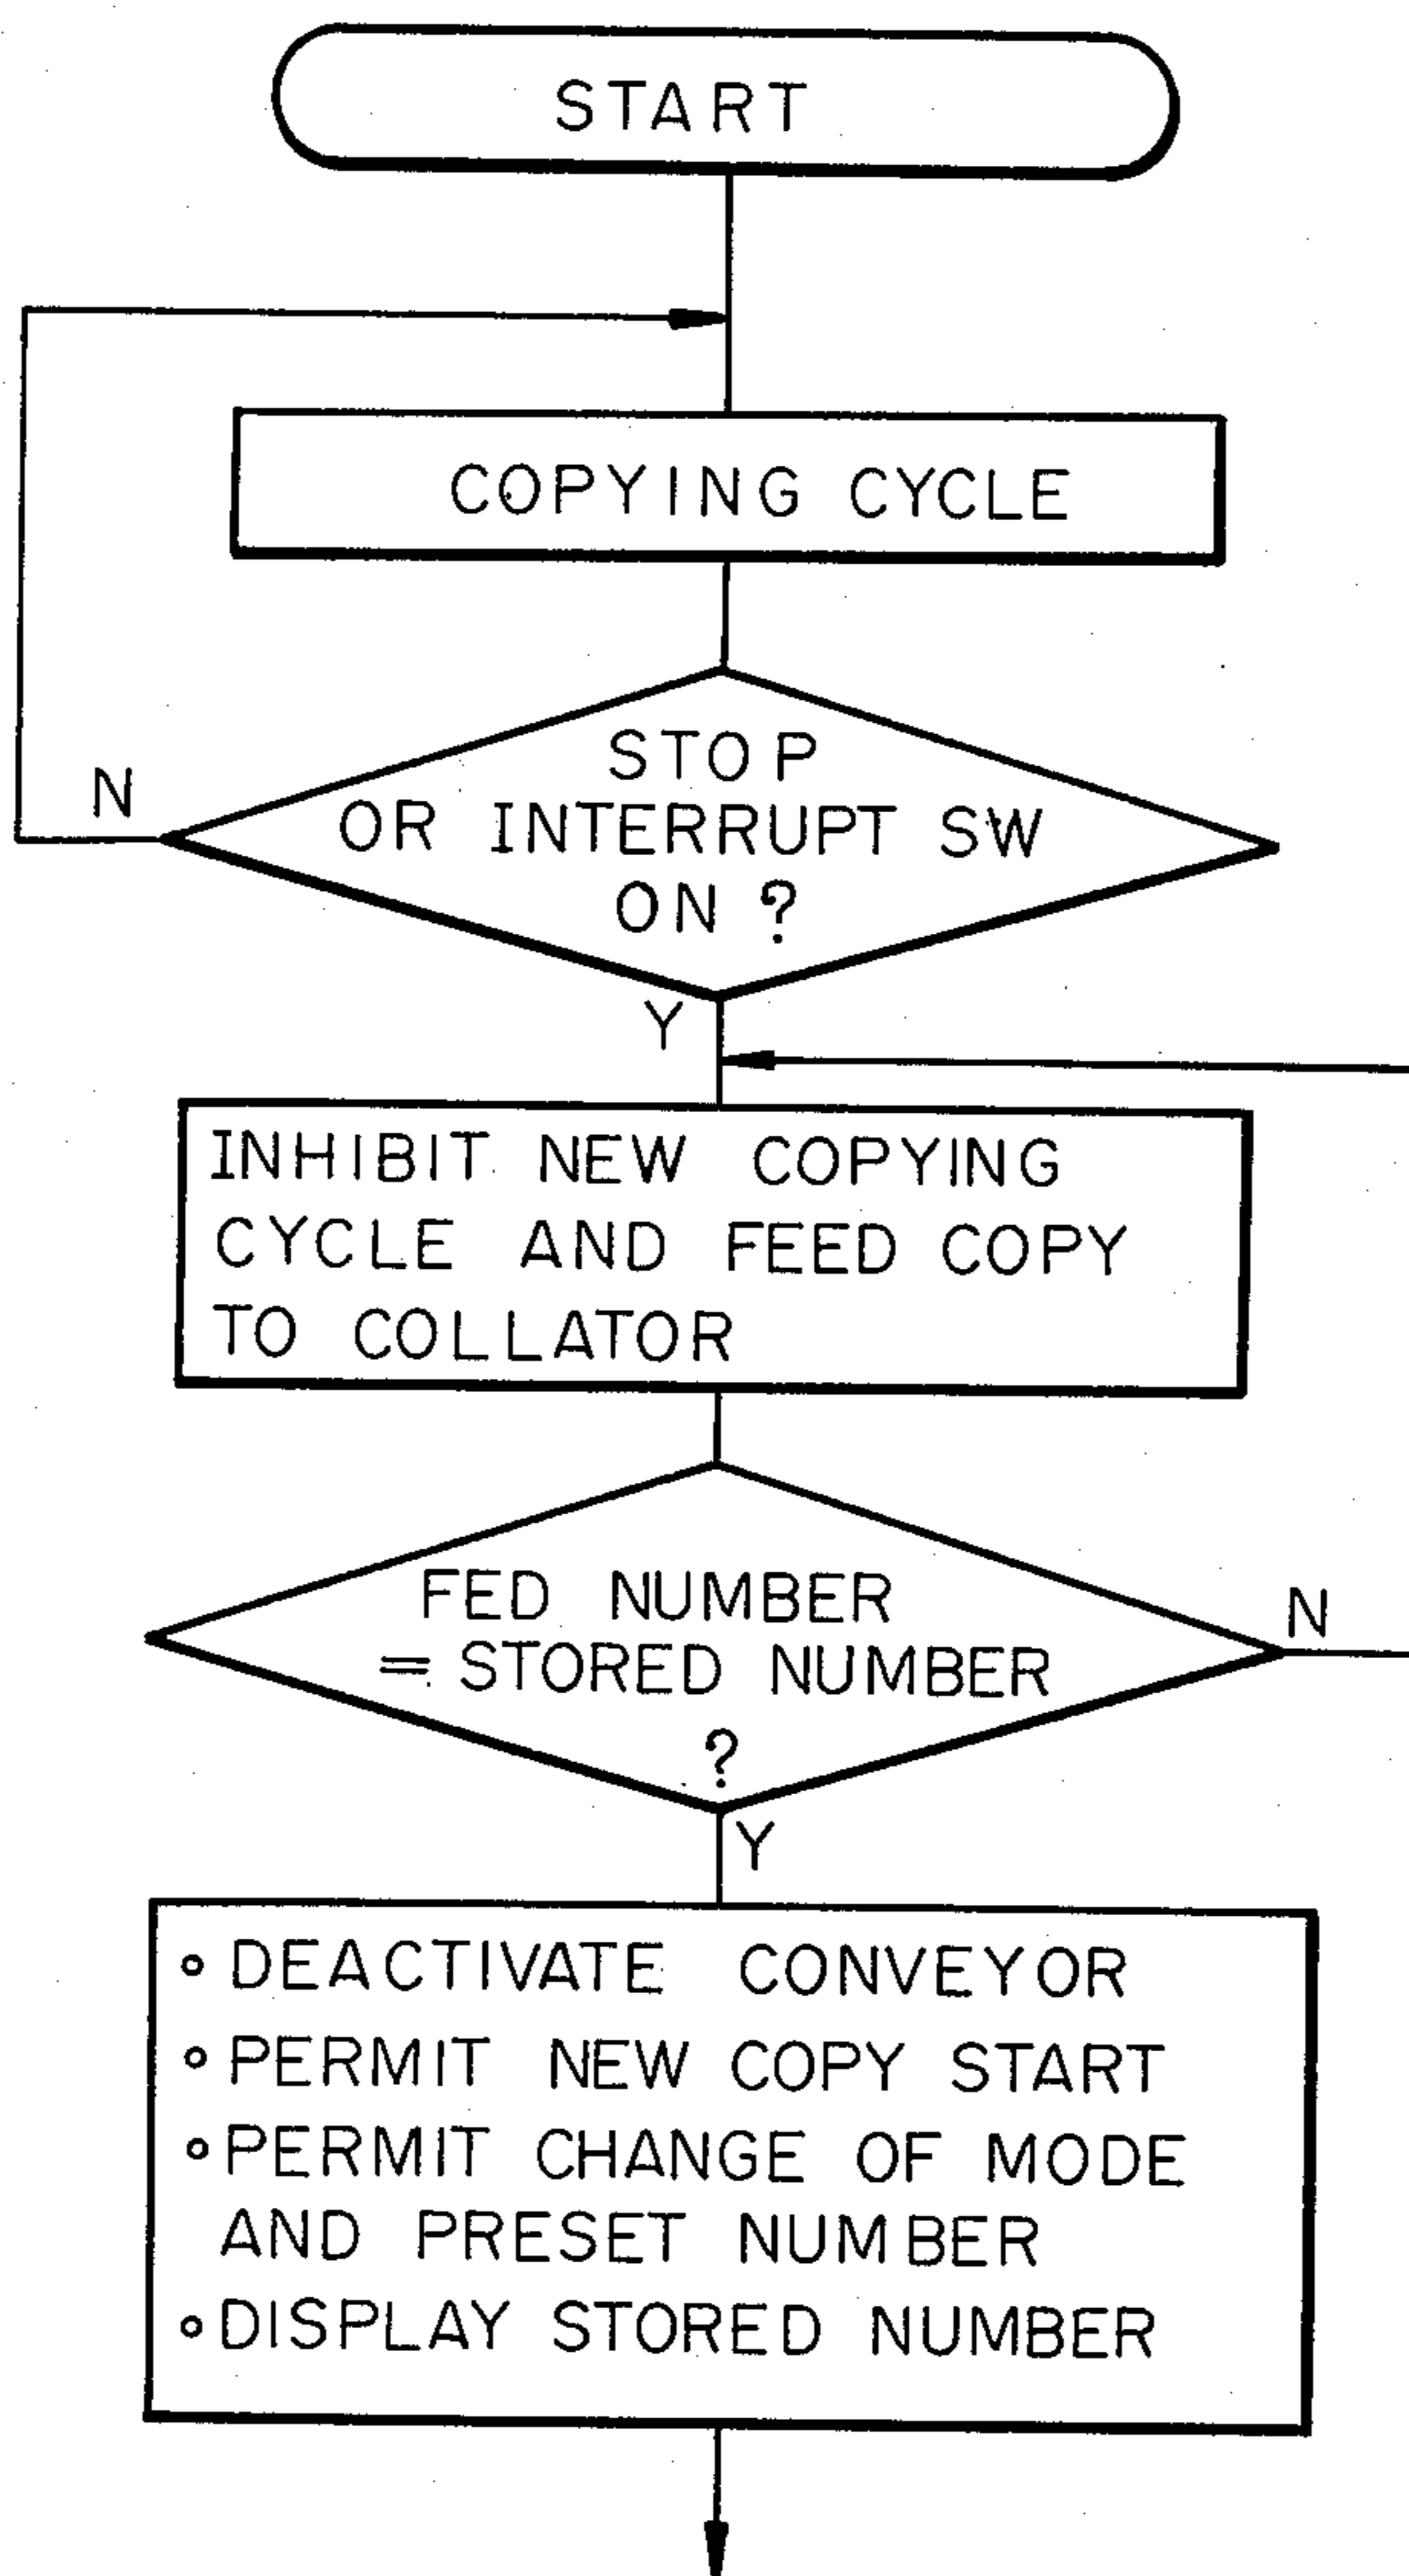 START
COPYING CYCLE
STOP
OR INTERRUPT SW
ON ?
N
Y
INHIBIT NEW COPYING
CYCLE AND FEED COPY
TO COLLATOR
FED NUMBER
= STORED NUMBER
?
N
Y
∘ DEACTIVATE CONVEYOR
∘ PERMIT NEW COPY START
∘ PERMIT CHANGE OF MODE
AND PRESET NUMBER
∘ DISPLAY STORED NUMBER